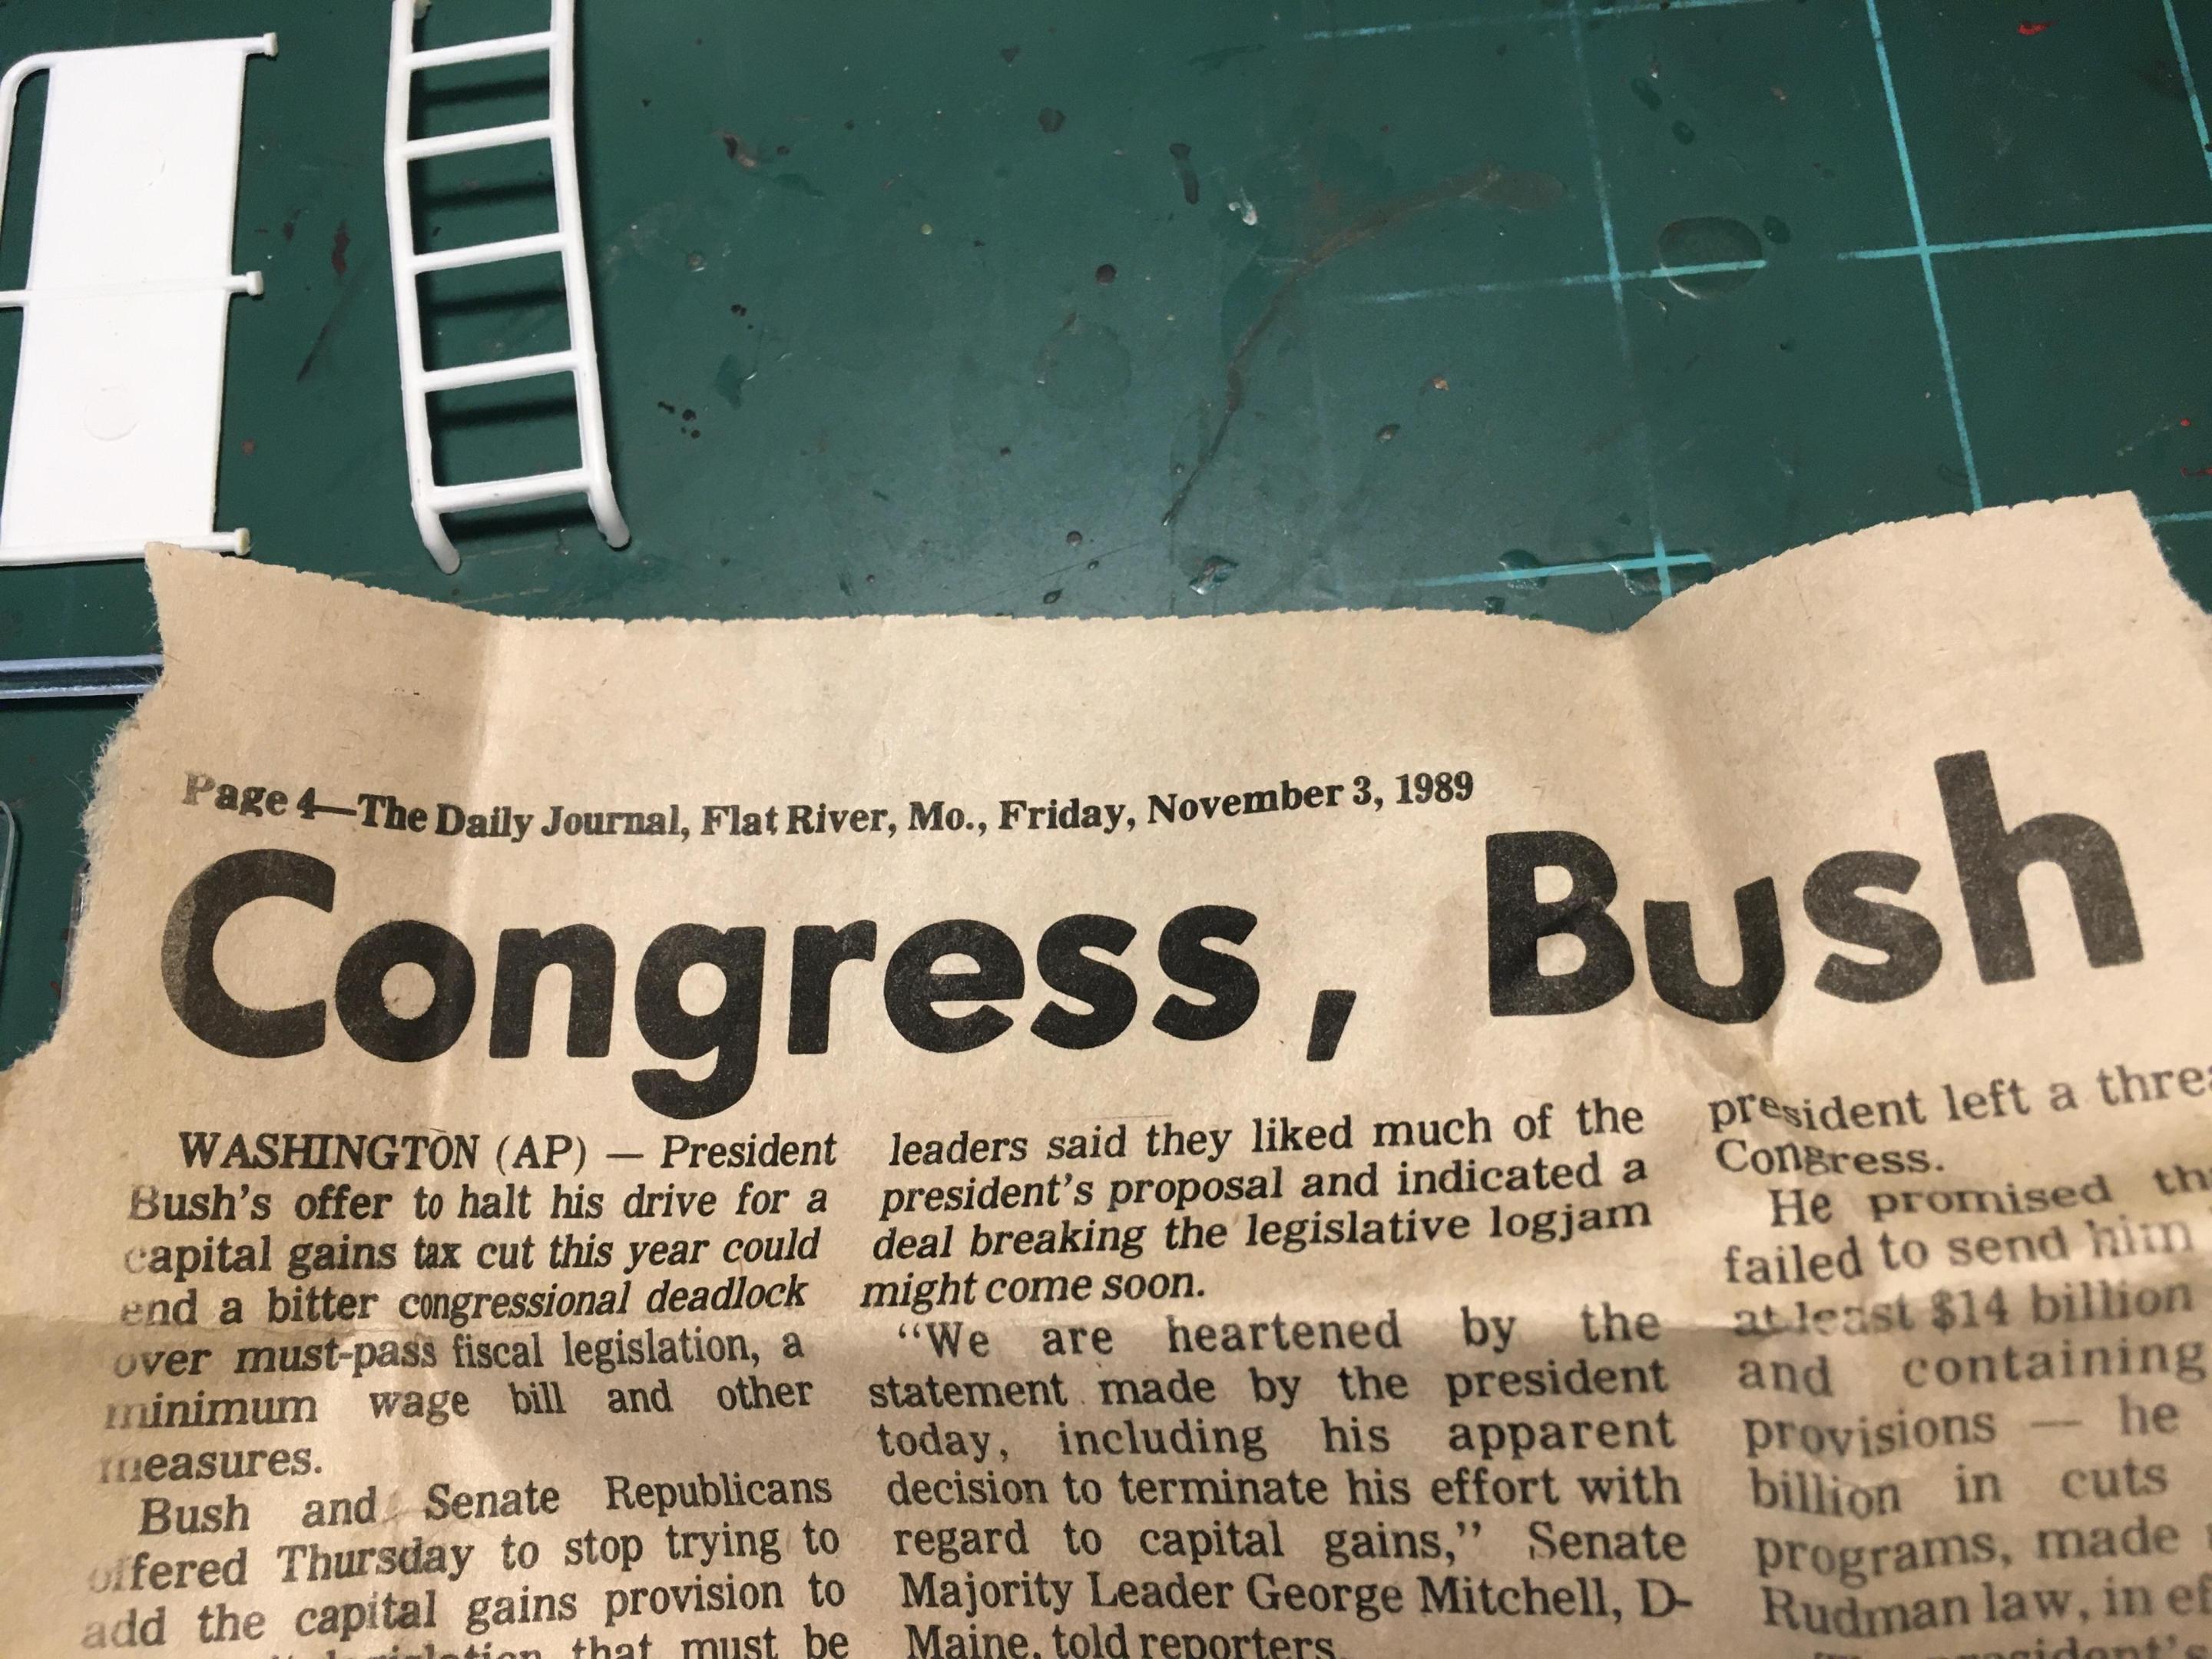 Page 4—The Daily Journal, Flat River, Mo., Friday, November 3, 1989
Congress, Bush
WASHINGTON (AP) — President
Bush's offer to halt his drive for a
capital gains tax cut this year could
end a bitter congressional deadlock
over must-pass fiscal legislation, a
minimum wage bill and other
measures.
Bush and Senate Republicans
offered Thursday to stop trying to
add the capital gains provision to
legislation that must be
leaders said they liked much of the
president's proposal and indicated a
deal breaking the legislative logjam
might come soon.
“We are heartened by the
statement made by the president
today, including his apparent
decision to terminate his effort with
regard to capital gains,” Senate
Majority Leader George Mitchell, D-
Maine, told reporters.
president left a
Congress.
He promised
failed to send him
at least $14 billion
and containing
provisions — he
billion in cuts
programs, made
Rudman law, in